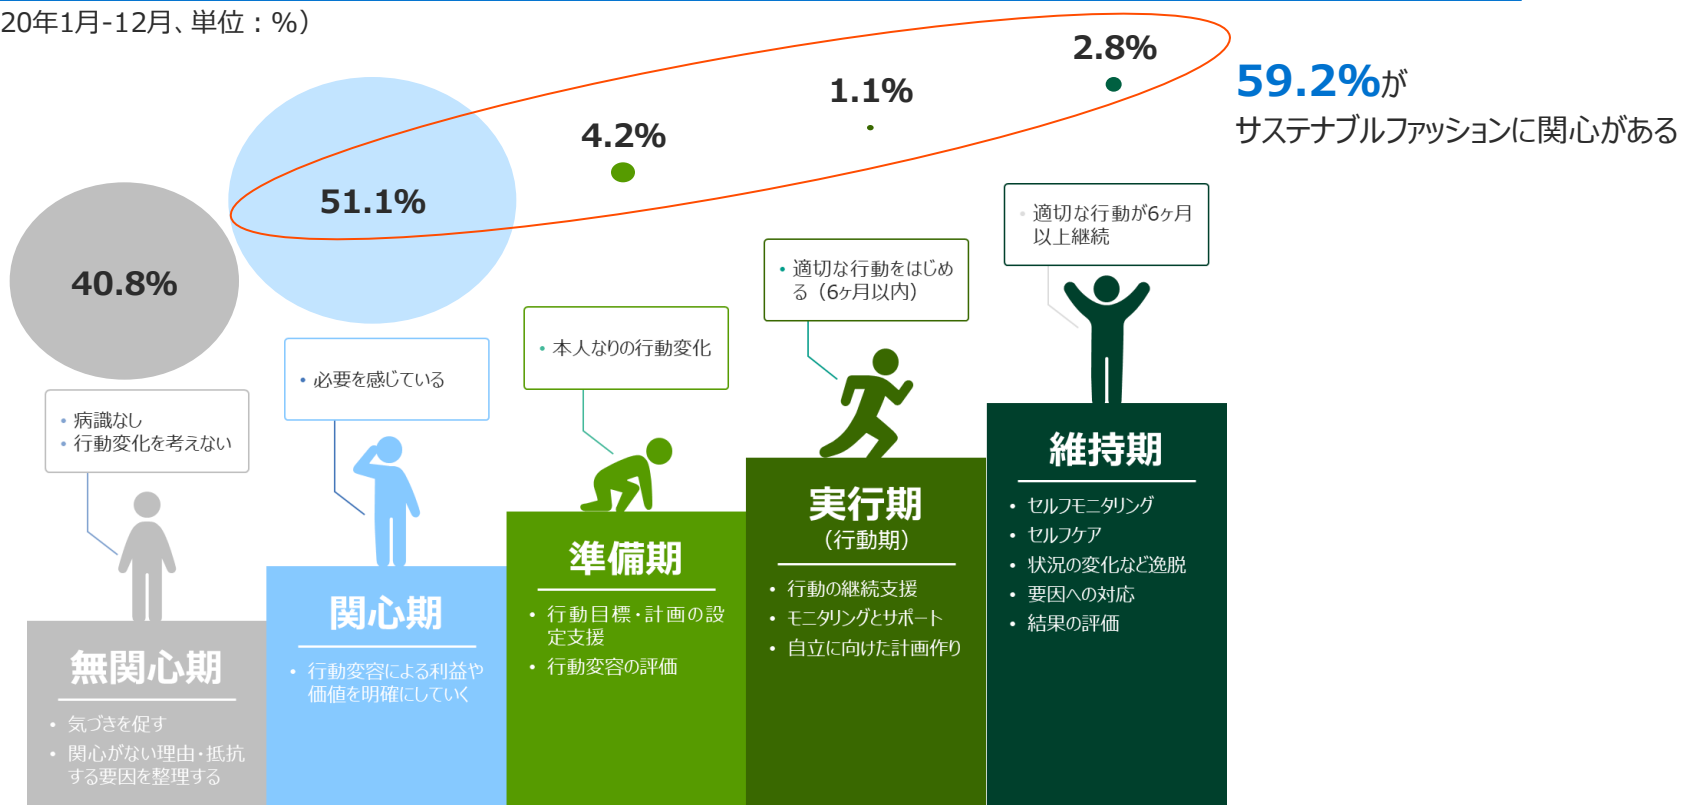 20年1月-12月、単位：%）
2.8%
1.1%
4.2%
51.1%
40.8%
59.2%が
サステナブルファッションに関心がある
・適切な行動が6ヶ月
以上継続
・適切な行動をはじめ
る（6ヶ月以内）
・本人なりの行動変化
・必要を感じている
・病識なし
・行動変化を考えない
無関心期
・気づきを促す
・関心がない理由・抵抗
する要因を整理する
関心期
・行動変容による利益や
価値を明確にしていく
準備期
・行動目標・計画の設
定支援
・行動変容の評価
実行期
（行動期）
・行動の継続支援
・モニタリングとサポート
・自立に向けた計画作り
維持期
・セルフモニタリング
・セルフケア
・状況の変化など逸脱
・要因への対応
・結果の評価